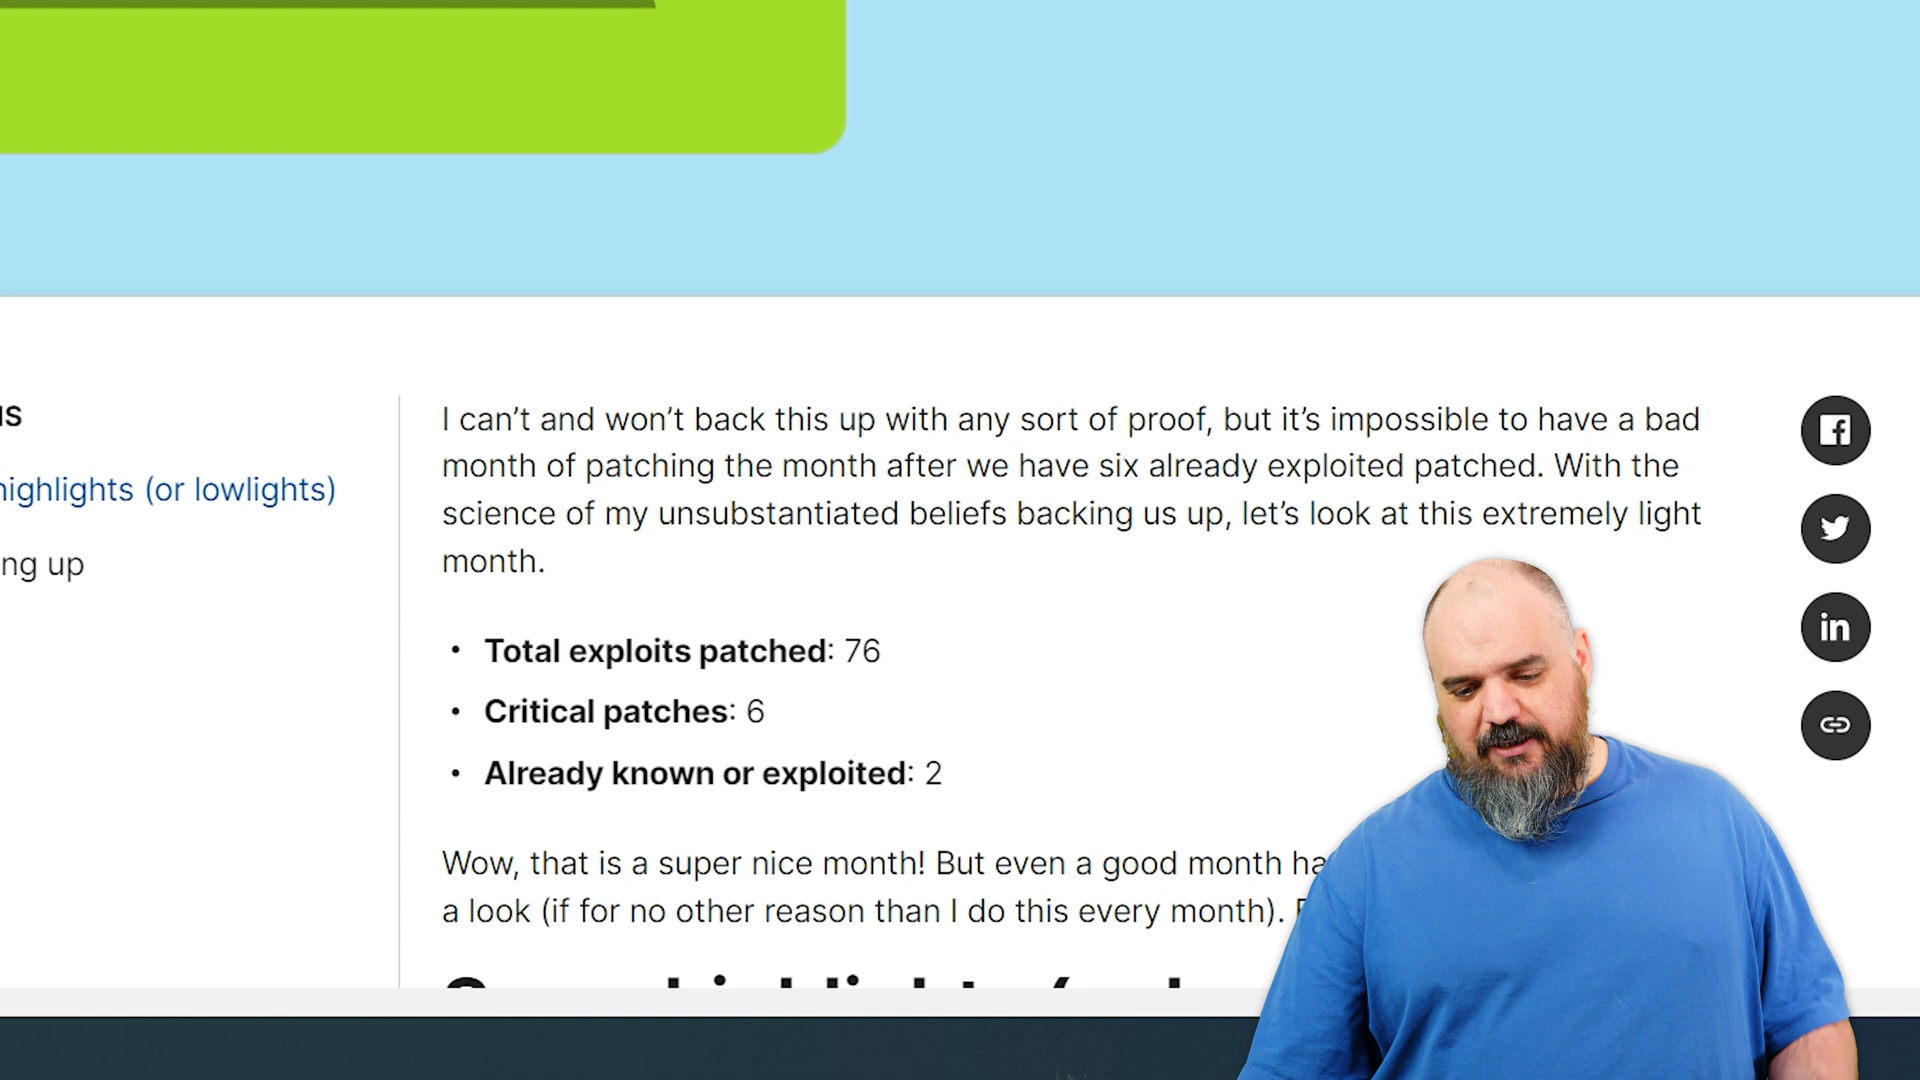 highlights (or lowlights)
ng up
I can’t and won’t back this up with any sort of proof, but it’s impossible to have a bad
month of patching the month after we have six already exploited patched. With the
science of my unsubstantiated beliefs backing us up, let’s look at this extremely light
month.
• Total exploits patched: 76
• Critical patches: 6
• Already known or exploited: 2
Wow, that is a super nice month! But even a good month ha
a look (if for no other reason than I do this every month).
in